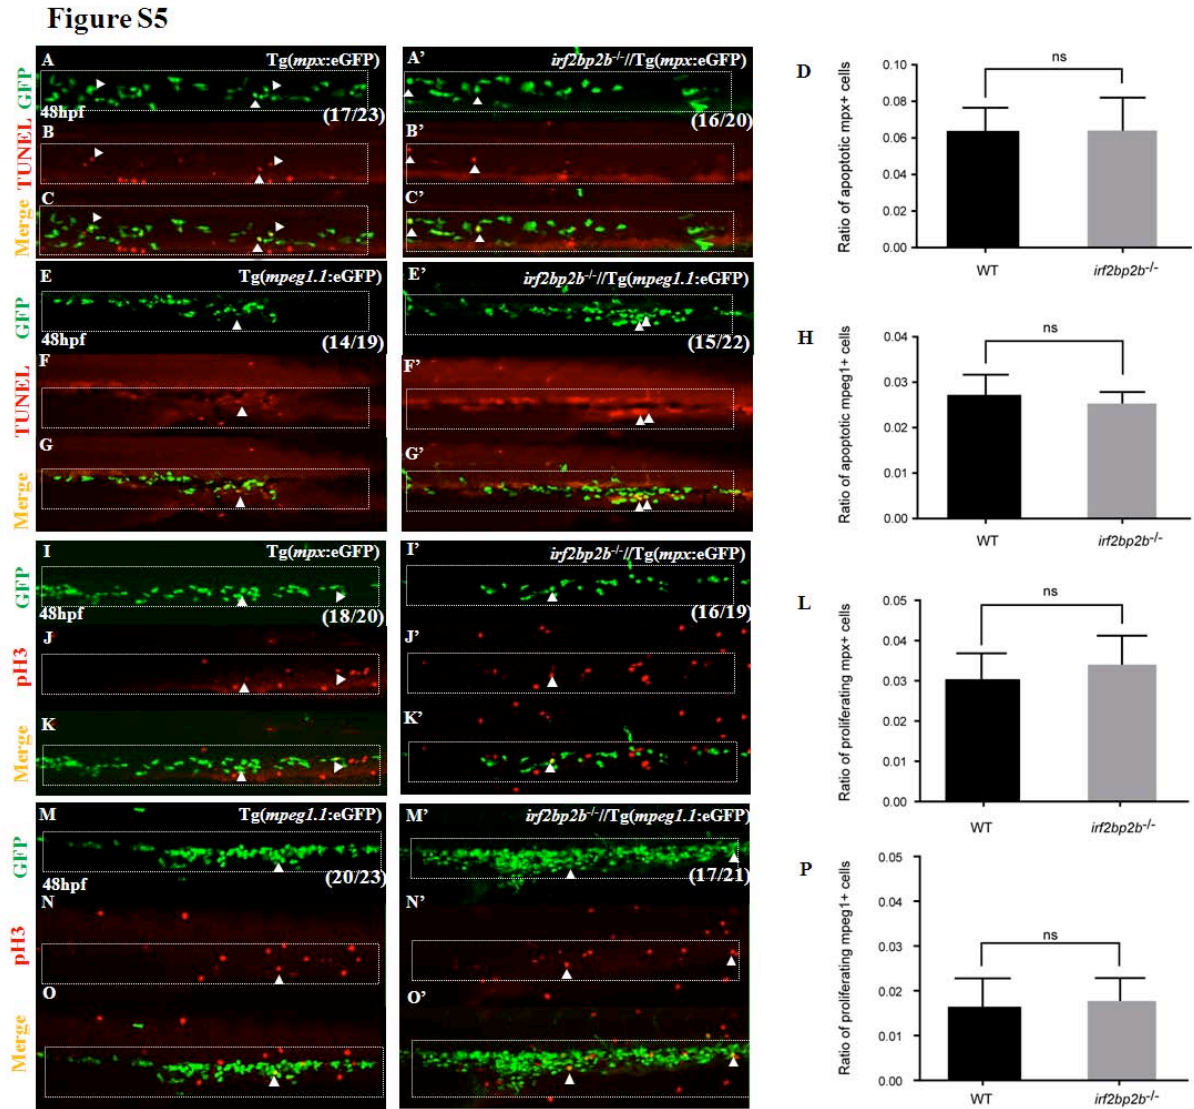 Figure S5
GFP
TUNEL
Merge
A
Tg(mpx:eGFP)
48hpf
(17/23)
B
C
A’
irf2bp2b-/-//Tg(mpx:eGFP)
(16/20)
B’
C’
D
Ratio of apoptotic mpx+ cells
0.10
0.08
0.06
0.04
0.02
0.00
ns
WT
irf2bp2b-/-
GFP
TUNEL
Merge
E
Tg(mpeg1.1:eGFP)
48hpf
(14/19)
F
G
E’
irf2bp2b-/-//Tg(mpeg1.1:eGFP)
(15/22)
F’
G’
H
Ratio of apoptotic mpeg1+ cells
0.04
0.03
0.02
0.01
0.00
ns
WT
irf2bp2b-/-
GFP
pH3
Merge
I
Tg(mpx:eGFP)
48hpf
(18/20)
J
K
I’
irf2bp2b-/-//Tg(mpx:eGFP)
(16/19)
J’
K’
L
Ratio of proliferating mpx+ cells
0.05
0.04
0.03
0.02
0.01
0.00
ns
WT
irf2bp2b-/-
GFP
pH3
Merge
M
Tg(mpeg1.1:eGFP)
48hpf
(20/23)
N
O
M’
irf2bp2b-/-//Tg(mpeg1.1:eGFP)
(17/21)
N’
O’
P
Ratio of proliferating mpeg1+ cells
0.05
0.04
0.03
0.02
0.01
0.00
ns
WT
irf2bp2b-/-